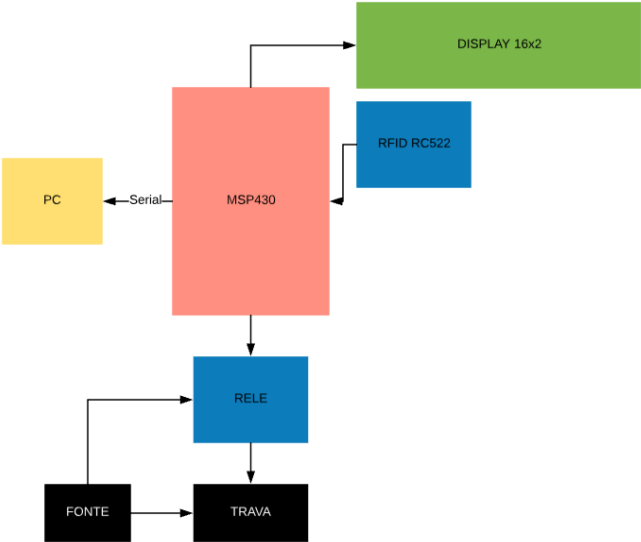 DISPLAY 16x2
RFID RC522
PC
Serial
MSP430
RELE
FONTE
TRAVA